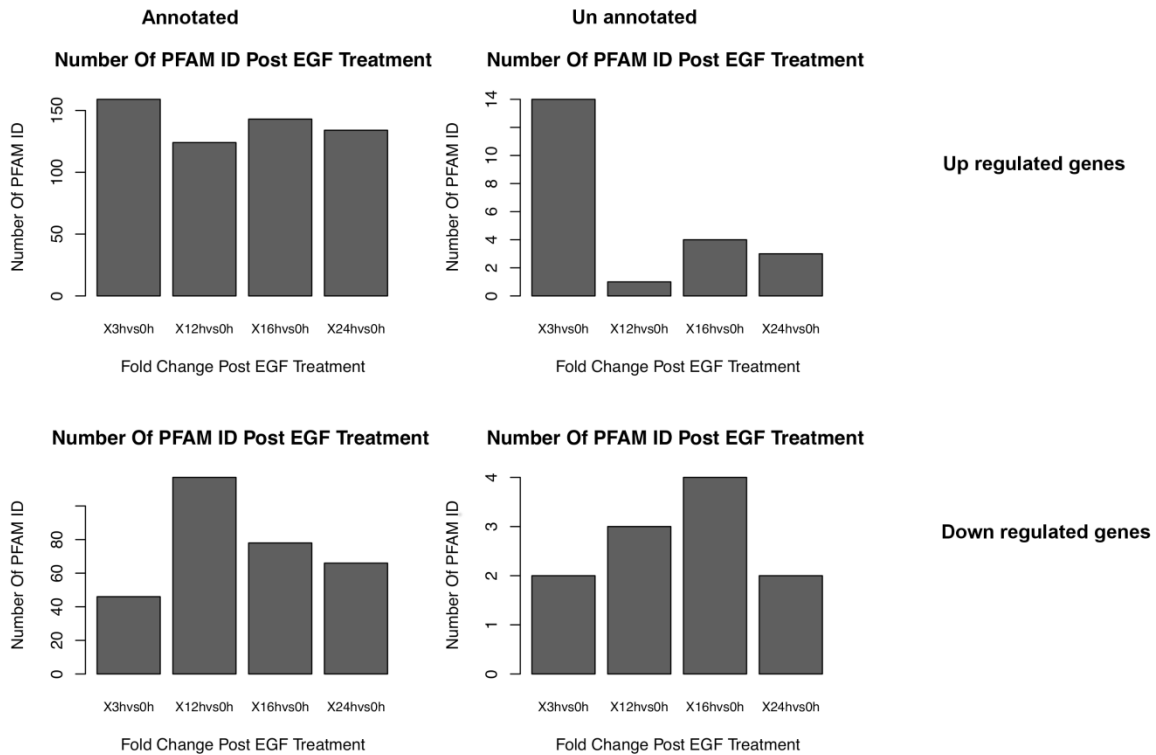 Annotated
Un annotated
Number Of PFAM ID Post EGF Treatment
Number Of PFAM ID
150
100
50
0
X3hvs0h X12hvs0h X16hvs0h X24hvs0h
Fold Change Post EGF Treatment
Number Of PFAM ID Post EGF Treatment
Number Of PFAM ID
14
10
8
6
4
2
0
X3hvs0h X12hvs0h X16hvs0h X24hvs0h
Fold Change Post EGF Treatment
Up regulated genes
Number Of PFAM ID Post EGF Treatment
Number Of PFAM ID
80
60
40
20
0
X3hvs0h X12hvs0h X16hvs0h X24hvs0h
Fold Change Post EGF Treatment
Number Of PFAM ID Post EGF Treatment
Number Of PFAM ID
4
3
2
1
0
X3hvs0h X12hvs0h X16hvs0h X24hvs0h
Fold Change Post EGF Treatment
Down regulated genes